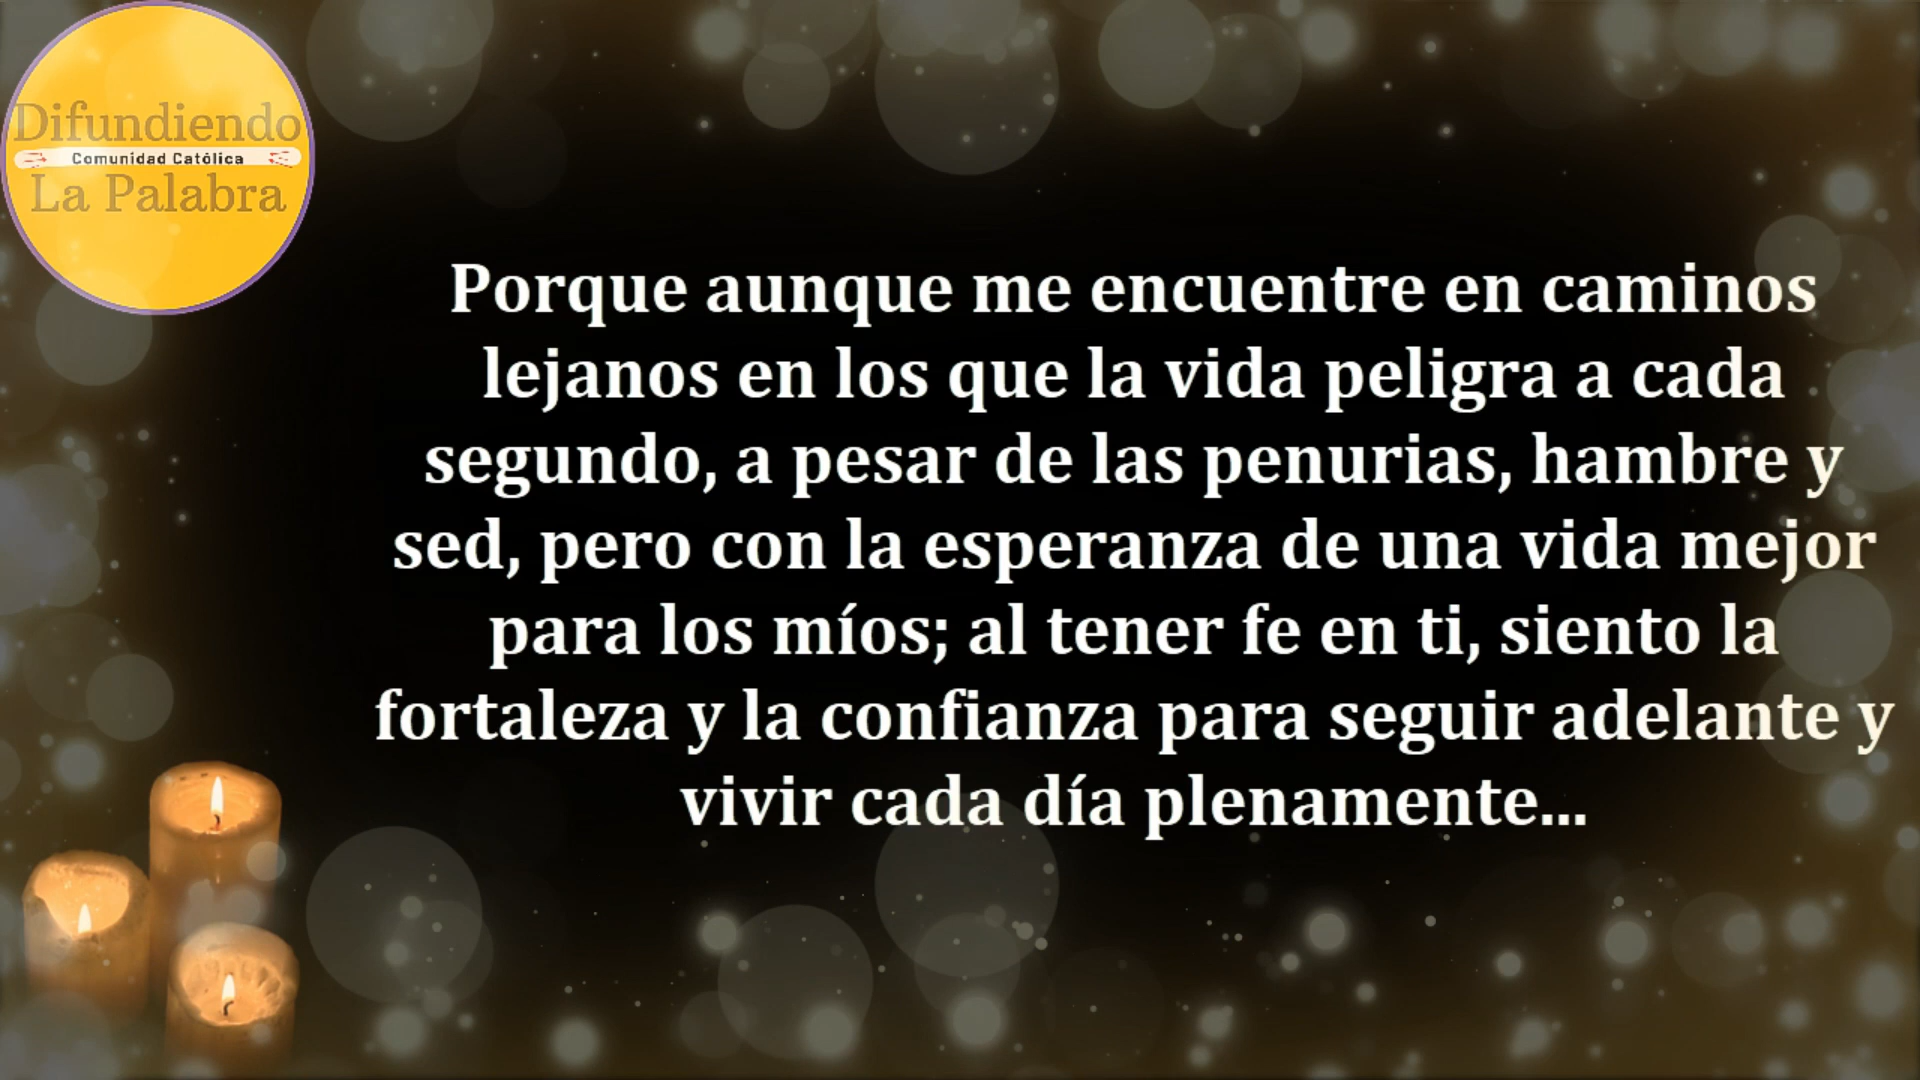 Difundiendo
Comunidad Católica
La Palabra
Porque aunque me encuentre en caminos
lejanos en los que la vida peligra a cada
segundo, a pesar de las penurias, hambre y
sed, pero con la esperanza de una vida mejor
para los míos; al tener fe en ti, siento la
fortaleza y la confianza para seguir adelante y
vivir cada día plenamente...